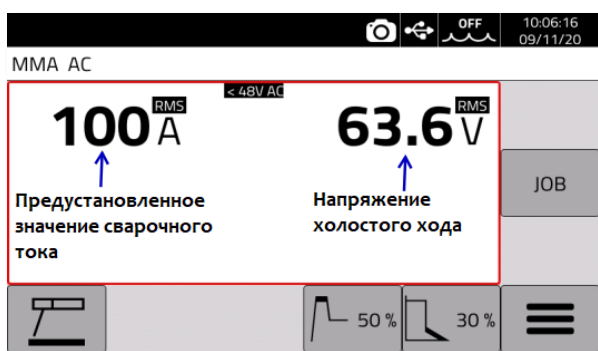 OFF
10:06:16
09/11/20
MMA AC
< 48V AC
100 A RMS
63.6 V RMS
Предустановленное
значение сварочного
тока
Напряжение
холостого хода
JOB
50 %
30 %